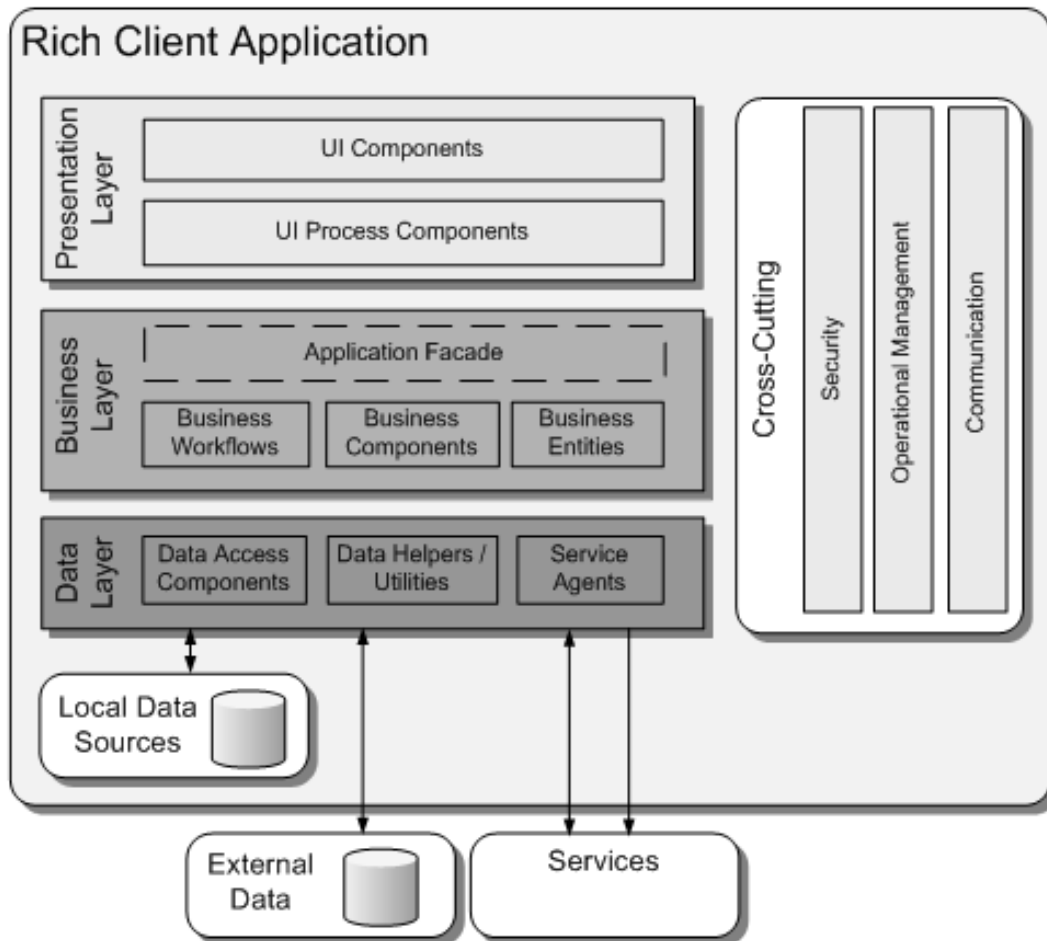 Rich Client Application
Presentation
Layer
UI Components
UI Process Components
Business
Layer
Application Facade
Business
Workflows
Business
Components
Business
Entities
Data
Layer
Data Access
Components
Data Helpers /
Utilities
Service
Agents
Cross-Cutting
Security
Operational Management
Communication
Local Data
Sources
External
Data
Services